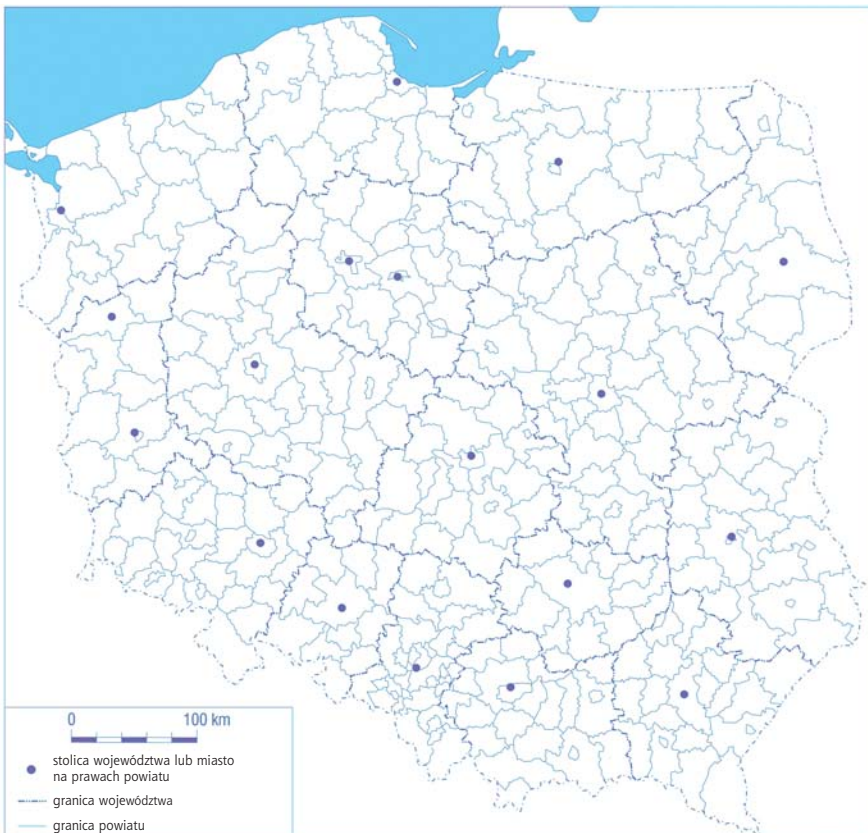 0 100 km
stolica województwa lub miasto
na prawach powiatu
granica województwa
granica powiatu